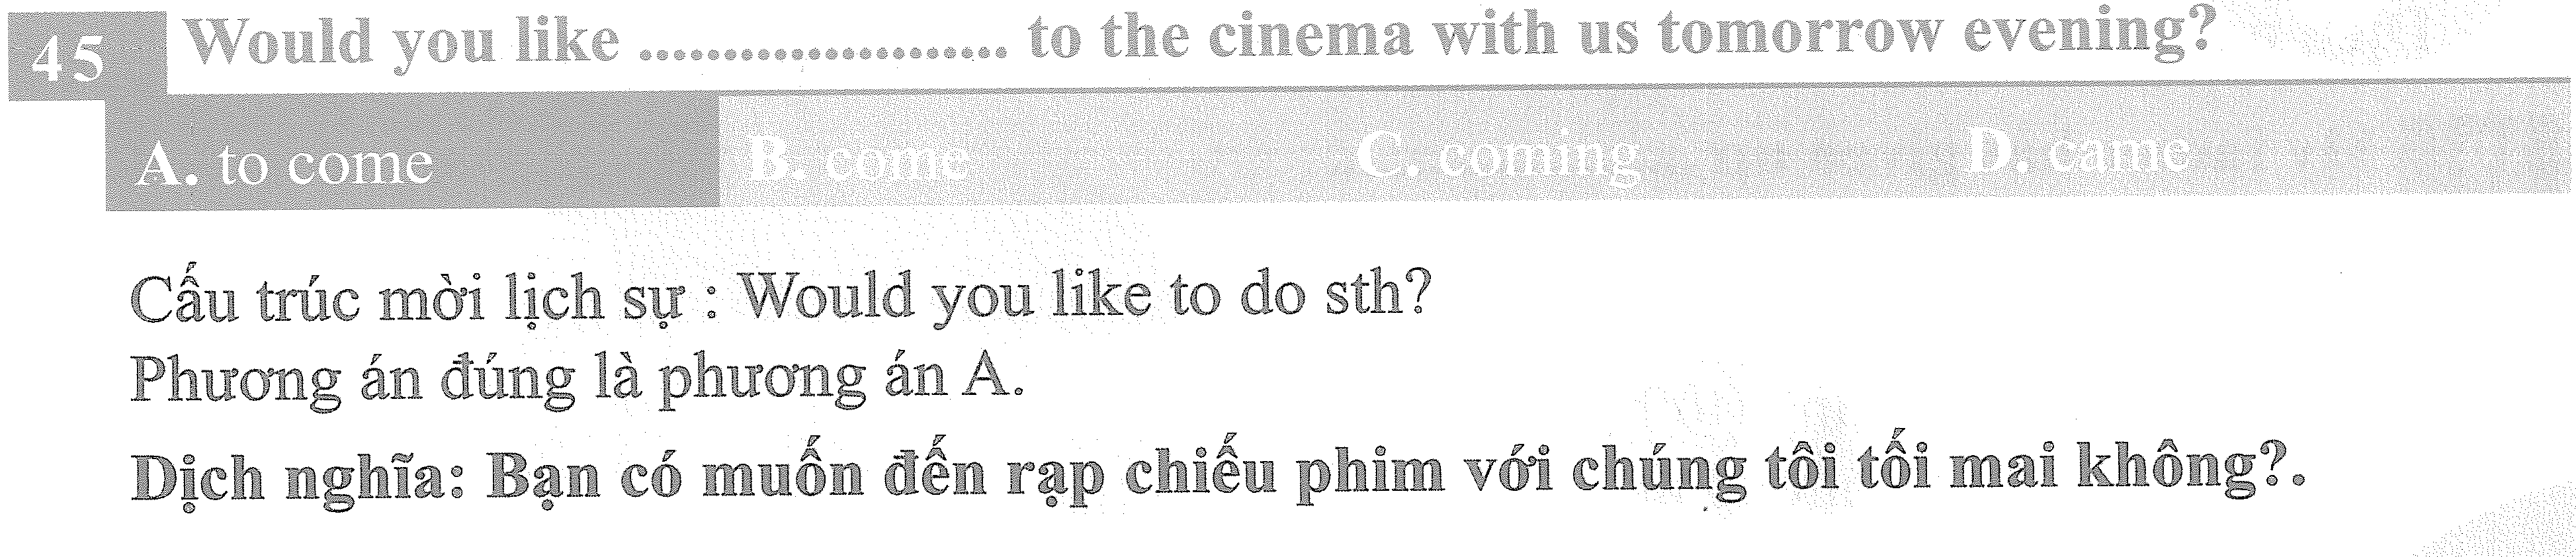 45 Would you like ...................... to the cinema with us tomorrow evening?
A. to come B. come C. coming D. came
Cấu trúc mời lịch sự : Would you like to do sth?
Phương án đúng là phương án A.
Dịch nghĩa: Bạn có muốn đến rạp chiếu phim với chúng tôi tối mai không?.